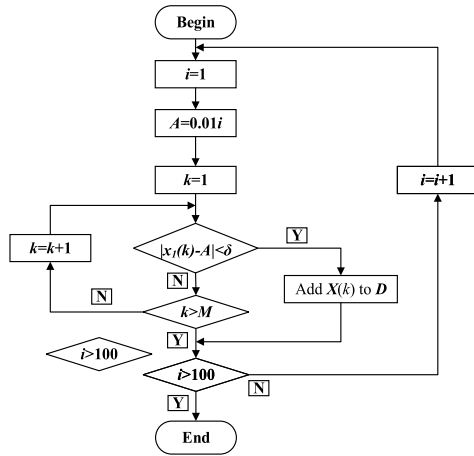 Begin
i=1
A=0.01i
k=1
i=i+1
k=k+1
|x₁(k)-A|<δ
Y
N
Add X(k) to D
N
k>M
Y
i>100
i>100
N
Y
End